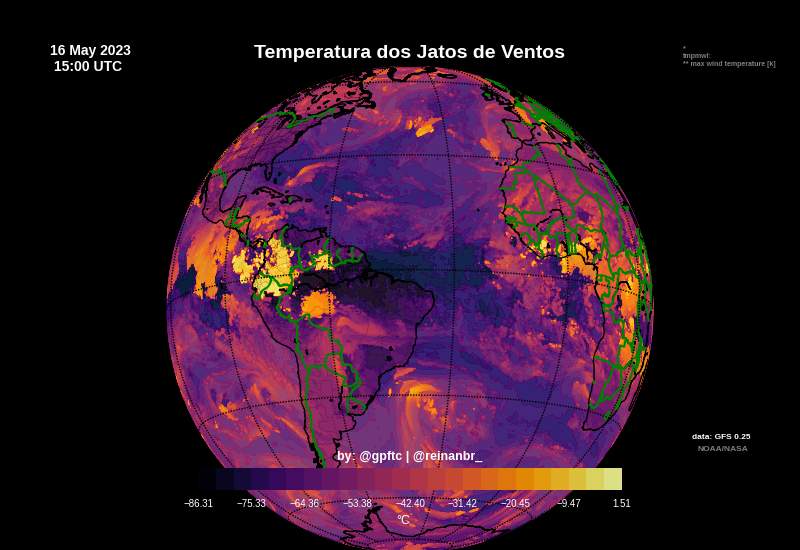 16 May 2023
15:00 UTC
Temperatura dos Jatos de Ventos
*
tmpmwl:
** max wind temperature [k]
data: GFS 0.25
NOAA/NASA
by: @gpftc | @reinanbr_
−86.31 −75.33 −64.36 −53.38 −42.40 −31.42 −20.45 −9.47 1.51
°C